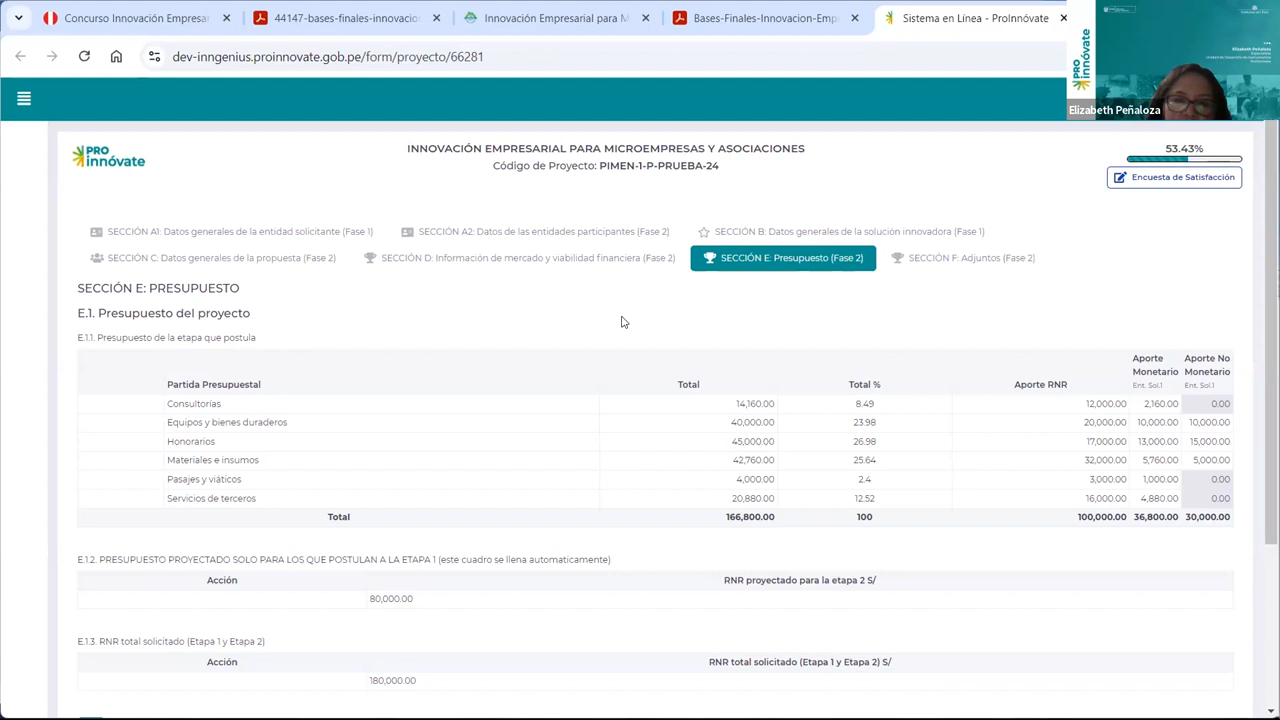 Concurso Innovación Empresar
44147-bases-finales-innovacion
Innovación Empresarial para M
Bases-Finales-Innovacion-Emp
Sistema en Línea - ProInnóvate
dev-inngenius.proinnovate.gob.pe/form/proyecto/66281
PRO innóvate
Elizabeth Peñaloza
Elizabeth Peñaloza
PRO innóvate
INNOVACIÓN EMPRESARIAL PARA MICROEMPRESAS Y ASOCIACIONES
Código de Proyecto: PIMEN-1-P-PRUEBA-24
53.43%
Encuesta de Satisfacción
SECCIÓN A1: Datos generales de la entidad solicitante (Fase 1)
SECCIÓN A2: Datos de las entidades participantes (Fase 2)
SECCIÓN B: Datos generales de la solución innovadora (Fase 1)
SECCIÓN C: Datos generales de la propuesta (Fase 2)
SECCIÓN D: Información de mercado y viabilidad financiera (Fase 2)
SECCIÓN E: Presupuesto (Fase 2)
SECCIÓN F: Adjuntos (Fase 2)
SECCIÓN E: PRESUPUESTO
E.1. Presupuesto del proyecto
E.1.1. Presupuesto de la etapa que postula
Partida Presupuestal Total Total % Aporte RNR Aporte Monetario Ent. Sol.1 Aporte No Monetario Ent. Sol.1
Consultorías 14,160.00 8.49 12,000.00 2,160.00 0.00
Equipos y bienes duraderos 40,000.00 23.98 20,000.00 10,000.00 10,000.00
Honorarios 45,000.00 26.98 17,000.00 13,000.00 15,000.00
Materiales e insumos 42,760.00 25.64 32,000.00 5,760.00 5,000.00
Pasajes y viáticos 4,000.00 2.4 3,000.00 1,000.00 0.00
Servicios de terceros 20,880.00 12.52 16,000.00 4,880.00 0.00
Total 166,800.00 100 100,000.00 36,800.00 30,000.00
E.1.2. PRESUPUESTO PROYECTADO SOLO PARA LOS QUE POSTULAN A LA ETAPA 1 (este cuadro se llena automaticamente)
Acción RNR proyectado para la etapa 2 S/
80,000.00
E.1.3. RNR total solicitado (Etapa 1 y Etapa 2)
Acción RNR total solicitado (Etapa 1 y Etapa 2) S/
180,000.00